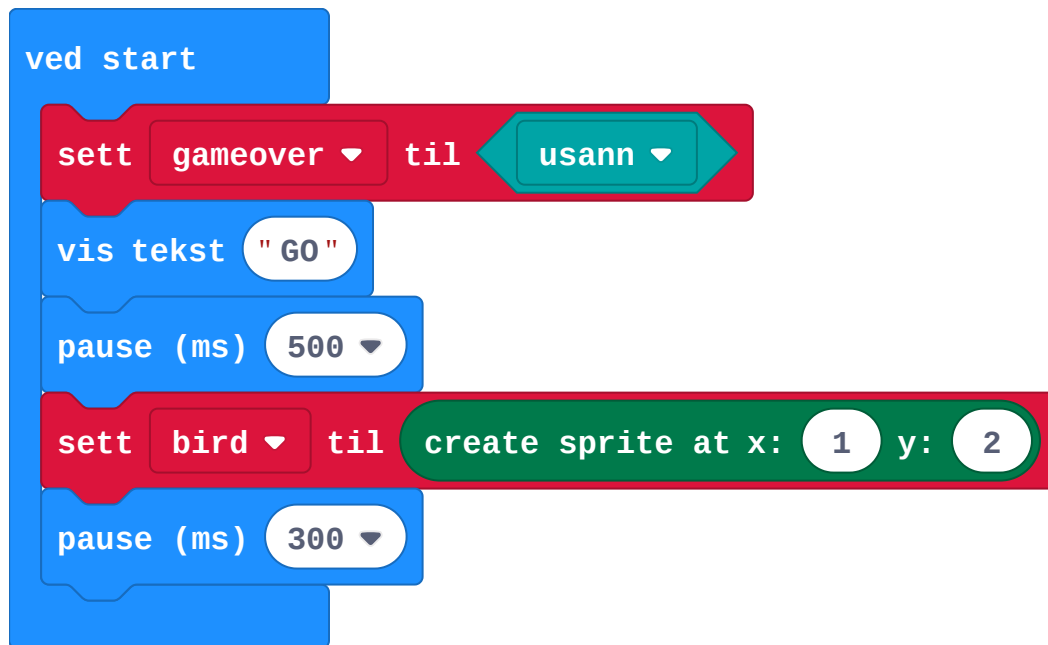 ved start
sett gameover til usann
vis tekst "GO"
pause (ms) 500
sett bird til create sprite at x: 1 y: 2
pause (ms) 300